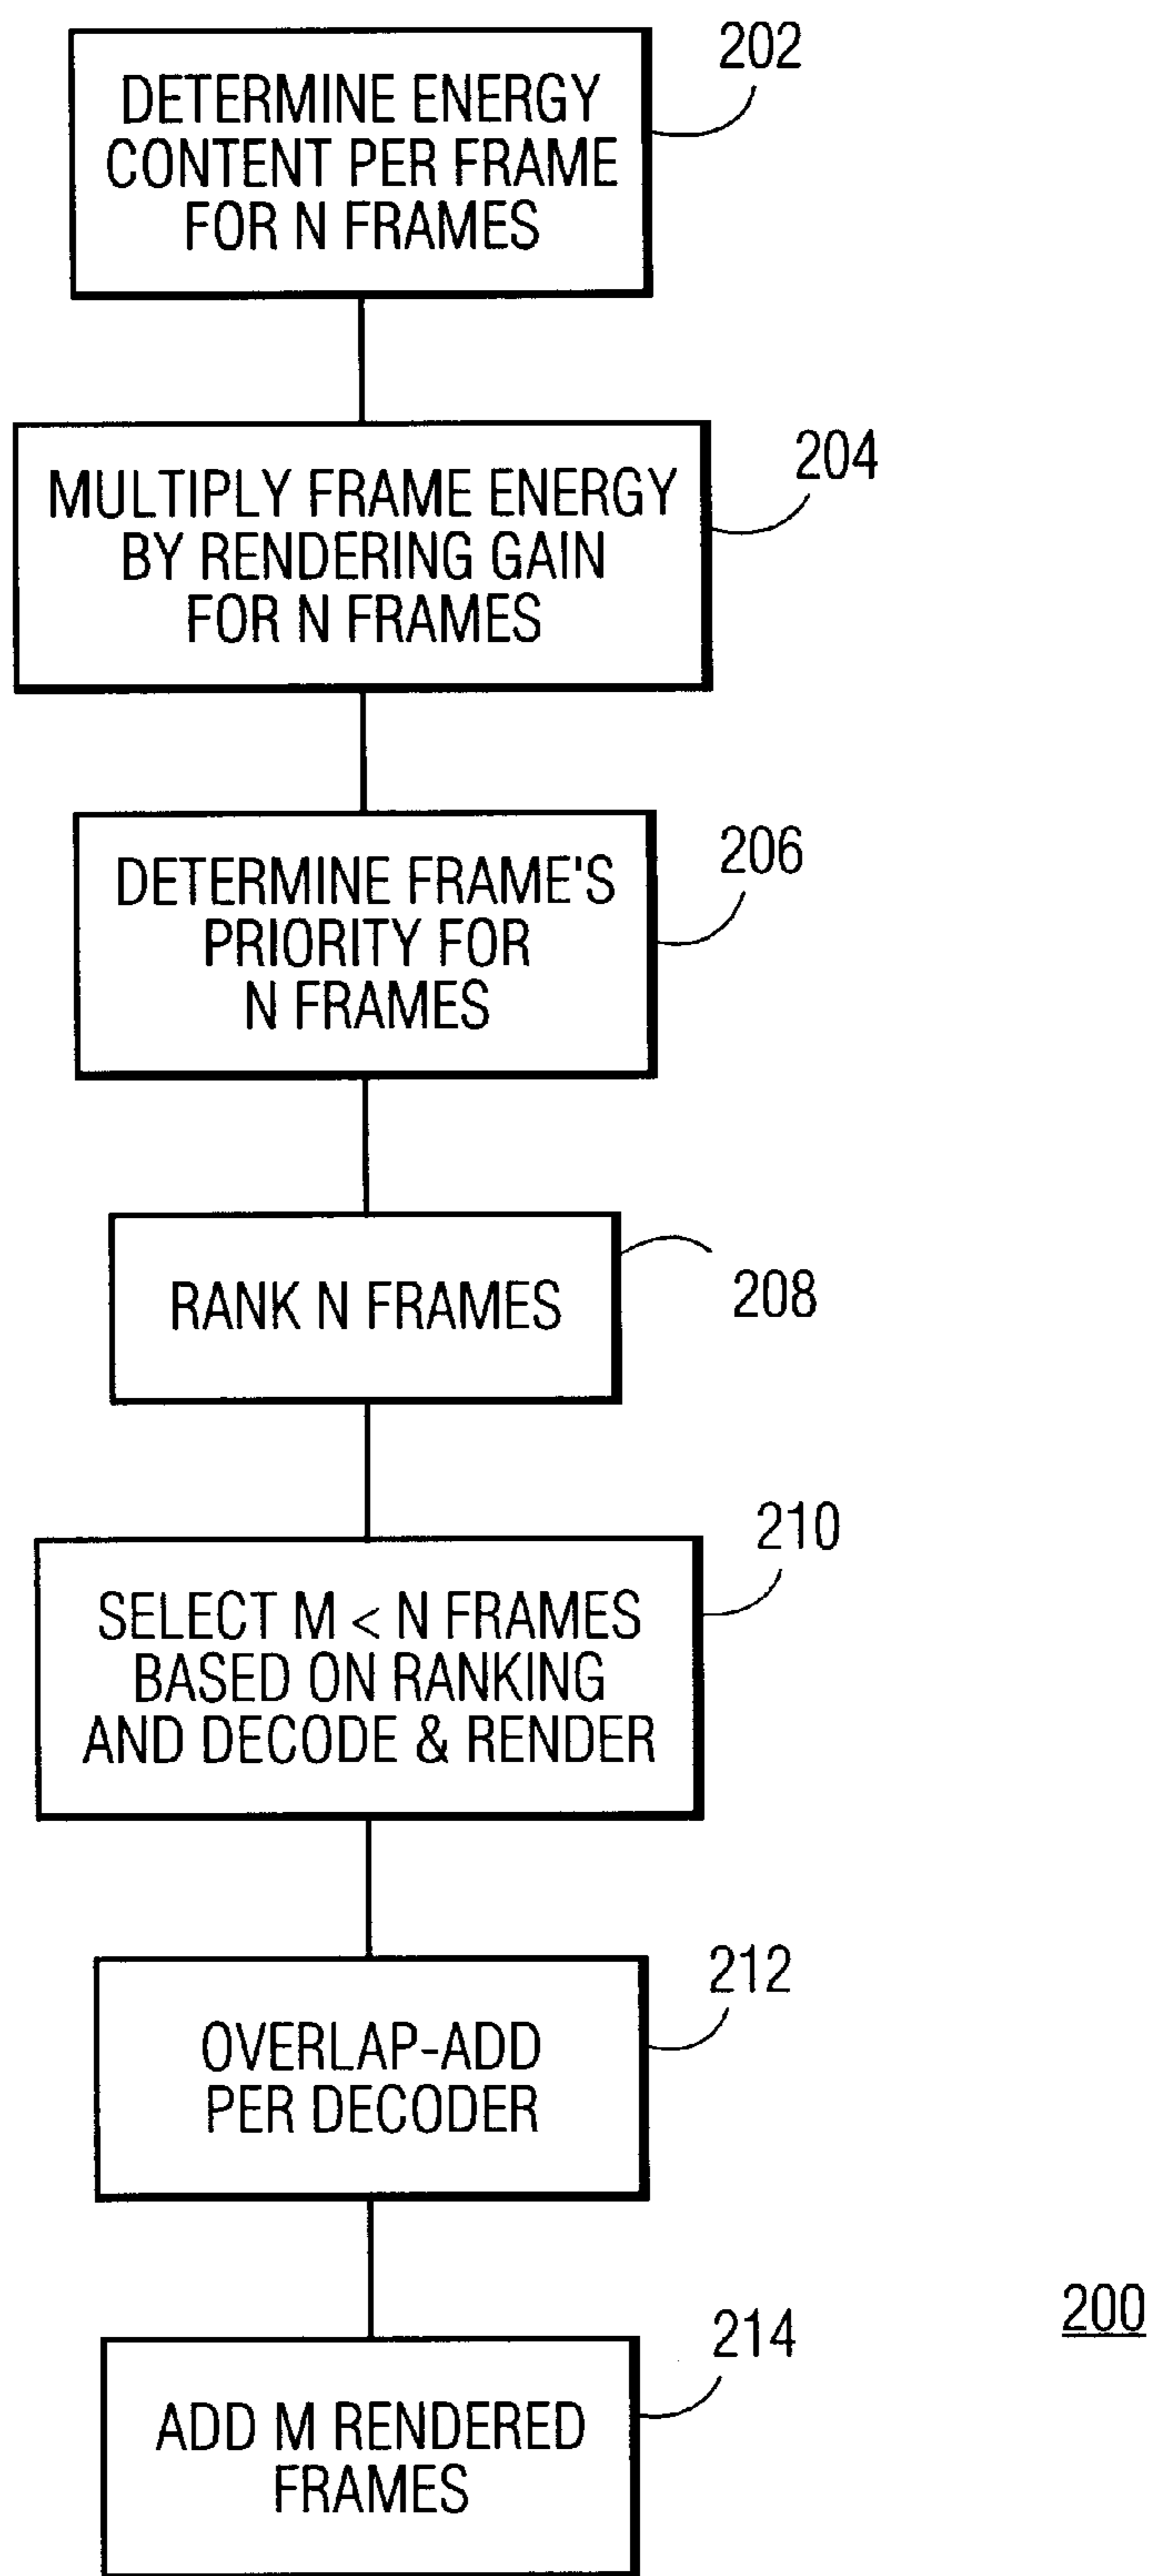 202
DETERMINE ENERGY
CONTENT PER FRAME
FOR N FRAMES
204
MULTIPLY FRAME ENERGY
BY RENDERING GAIN
FOR N FRAMES
206
DETERMINE FRAME'S
PRIORITY FOR
N FRAMES
208
RANK N FRAMES
210
SELECT M < N FRAMES
BASED ON RANKING
AND DECODE & RENDER
212
OVERLAP-ADD
PER DECODER
200
214
ADD M RENDERED
FRAMES